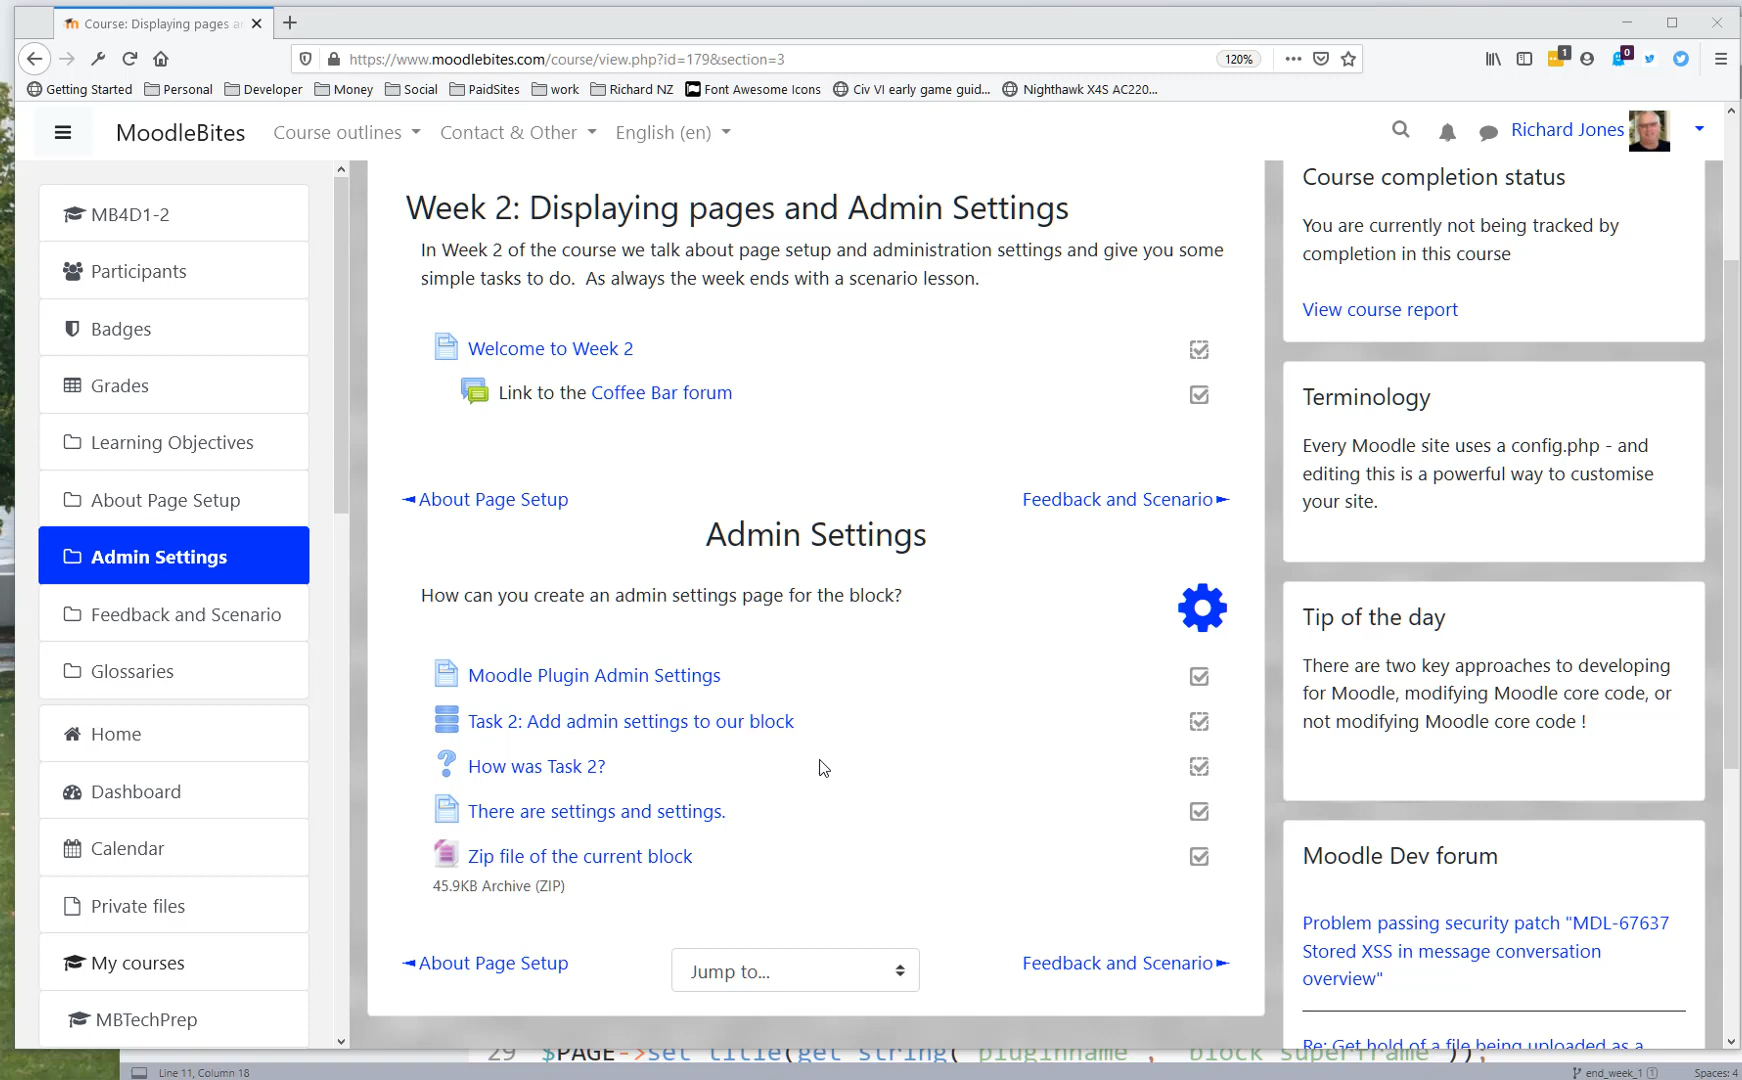 Course: Displaying pages a
https://www.moodlebites.com/course/view.php?id=179&section=3
120%
1
0
Getting Started
Personal
Developer
Money
Social
PaidSites
work
Richard NZ
Font Awesome Icons
Civ VI early game guid...
Nighthawk X4S AC220...
MoodleBites
Course outlines
Contact & Other
English (en)
Richard Jones
MB4D1-2
Participants
Badges
Grades
Learning Objectives
About Page Setup
Admin Settings
Feedback and Scenario
Glossaries
Home
Dashboard
Calendar
Private files
My courses
MBTechPrep
Week 2: Displaying pages and Admin Settings
In Week 2 of the course we talk about page setup and administration settings and give you some
simple tasks to do.  As always the week ends with a scenario lesson.
Welcome to Week 2
Link to the Coffee Bar forum
◄ About Page Setup
Feedback and Scenario ►
Admin Settings
How can you create an admin settings page for the block?
Moodle Plugin Admin Settings
Task 2: Add admin settings to our block
How was Task 2?
There are settings and settings.
Zip file of the current block
45.9KB Archive (ZIP)
◄ About Page Setup
Jump to...
Feedback and Scenario ►
Course completion status
You are currently not being tracked by
completion in this course
View course report
Terminology
Every Moodle site uses a config.php - and
editing this is a powerful way to customise
your site.
Tip of the day
There are two key approaches to developing
for Moodle, modifying Moodle core code, or
not modifying Moodle core code !
Moodle Dev forum
Problem passing security patch "MDL-67637
Stored XSS in message conversation
overview"
Re: Get hold of a file being uploaded as a
29 $PAGE->set_title(get_string('pluginname', 'block_superframe'));
Line 11, Column 18
end_week_1
1
Spaces: 4